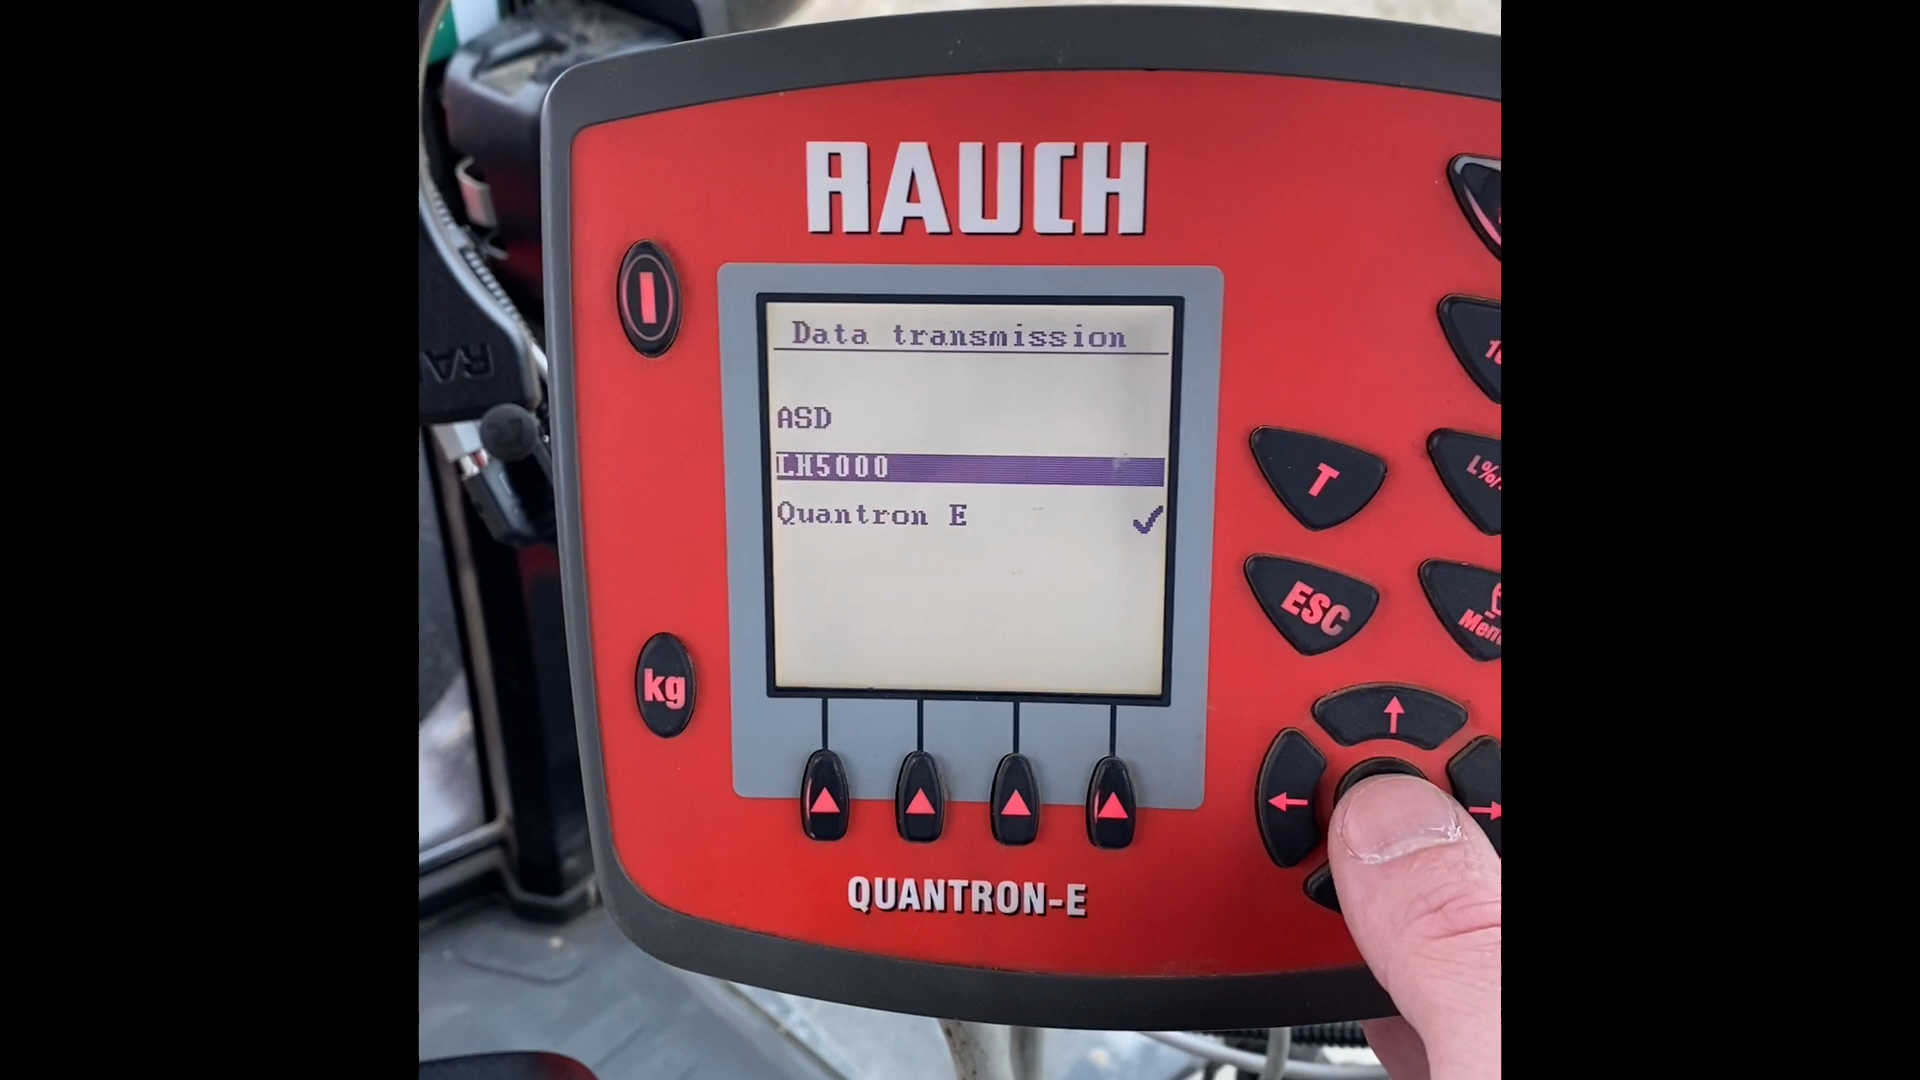 RAUCH
Data transmission
ASD
LH5000
Quantron E
T
ESC
kg
QUANTRON-E